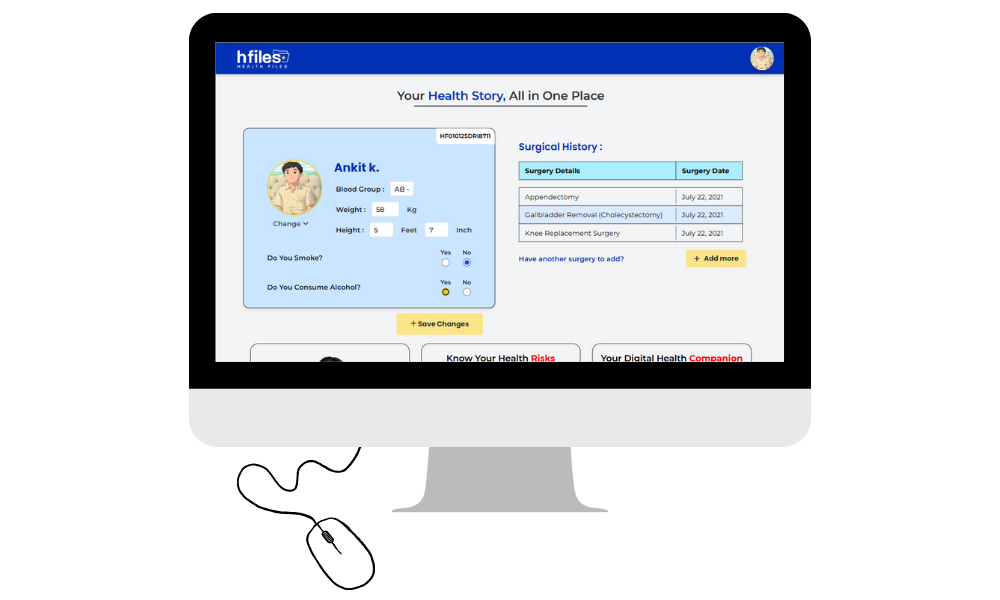 hfiles
HEALTH FILES
Your Health Story, All in One Place
HF010125DRI8711
Ankit k.
Blood Group : AB -
Weight : 58 Kg
Height : 5 Feet 7 Inch
Change
Do You Smoke? Yes No
Do You Consume Alcohol? Yes No
+ Save Changes
Surgical History :
Surgery Details Surgery Date
Appendectomy July 22, 2021
Gallbladder Removal (Cholecystectomy) July 22, 2021
Knee Replacement Surgery July 22, 2021
Have another surgery to add? + Add more
Know Your Health Risks
Your Digital Health Companion